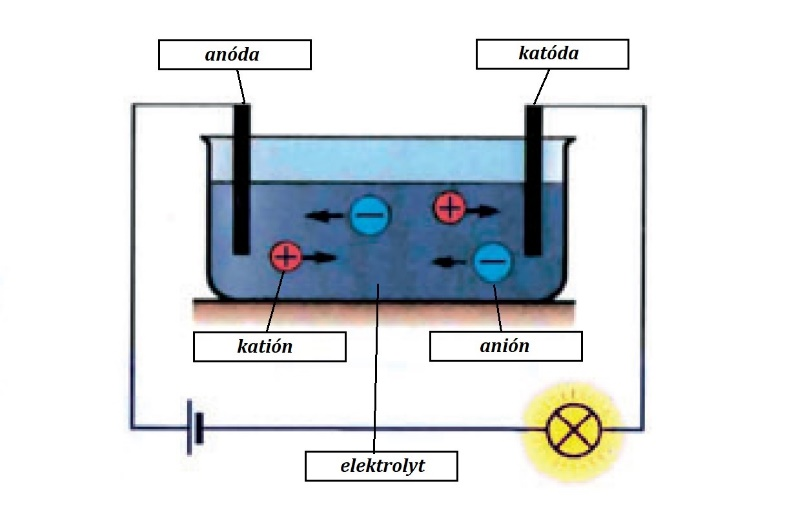 anóda
katóda
+
−
+
−
katión
anión
elektrolyt